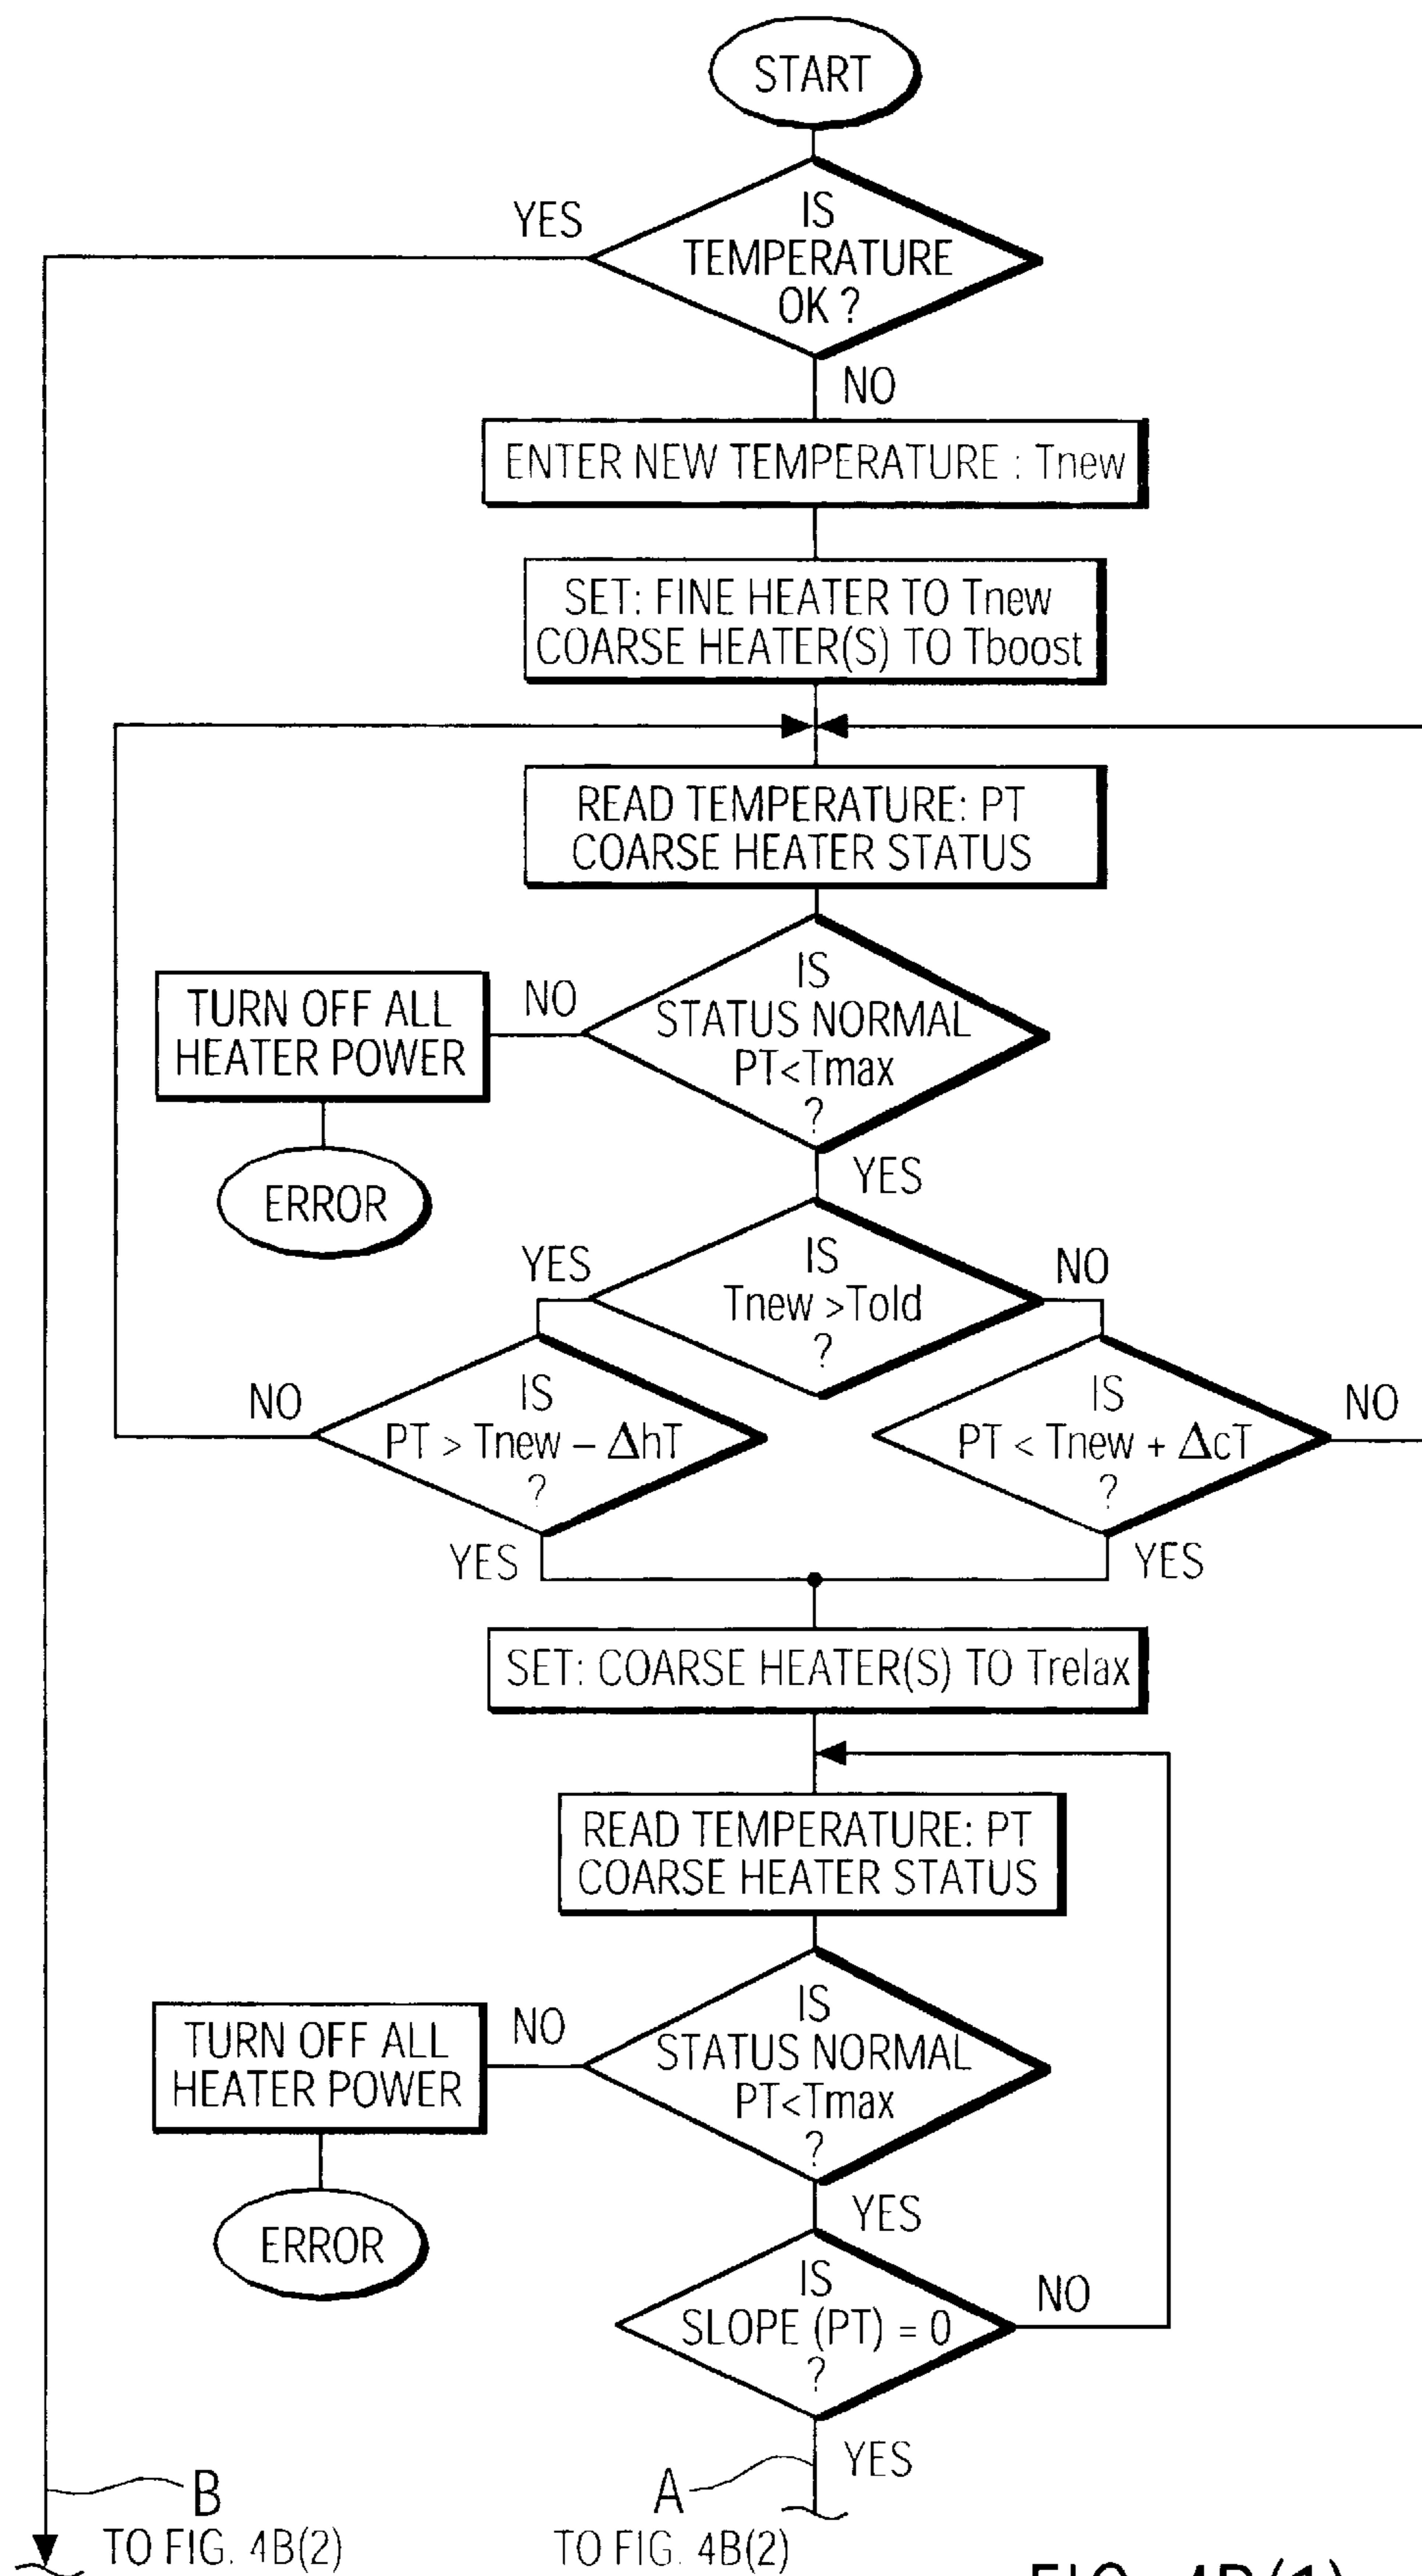 START
YES
IS
TEMPERATURE
OK ?
NO
ENTER NEW TEMPERATURE : Tnew
SET: FINE HEATER TO Tnew
COARSE HEATER(S) TO Tboost
READ TEMPERATURE: PT
COARSE HEATER STATUS
TURN OFF ALL
HEATER POWER
NO
IS
STATUS NORMAL
PT<Tmax
?
ERROR
YES
YES
IS
Tnew >Told
?
NO
NO
IS
PT > Tnew – ΔhT
?
IS
PT < Tnew + ΔcT
?
NO
YES
YES
SET: COARSE HEATER(S) TO Trelax
READ TEMPERATURE: PT
COARSE HEATER STATUS
TURN OFF ALL
HEATER POWER
NO
IS
STATUS NORMAL
PT<Tmax
?
ERROR
YES
IS
SLOPE (PT) = 0
?
NO
YES
B
TO FIG. 4B(2)
A
TO FIG. 4B(2)
FIG. 4B(1)